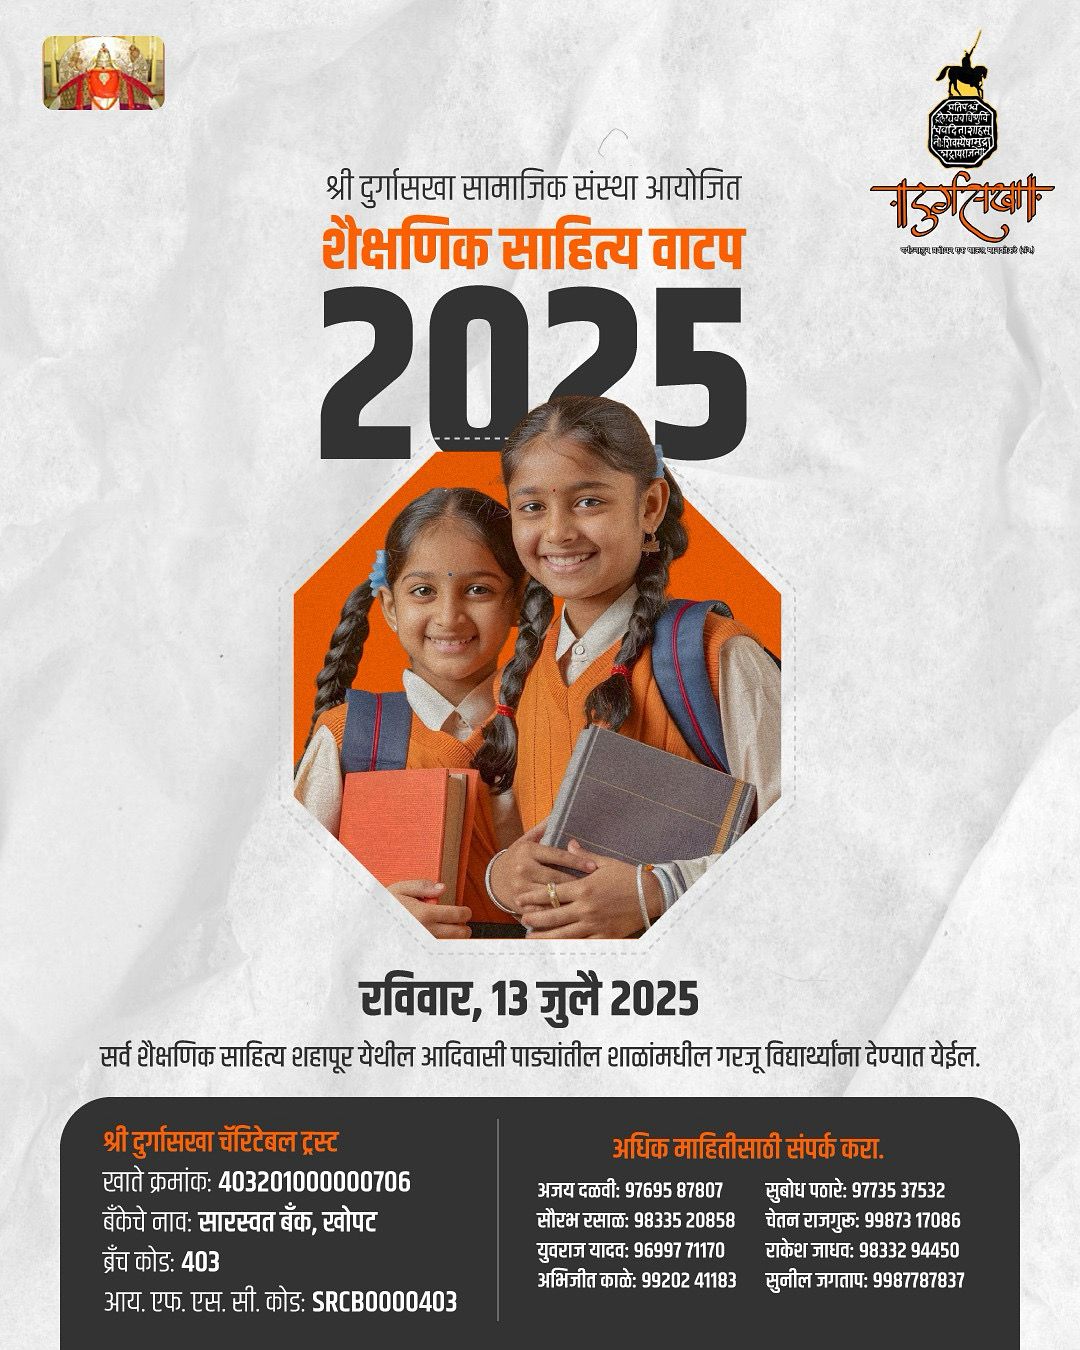 प्रतिपच्चं
नो:शिवस्यैषामुद्रा
दुर्गसखा
श्री दुर्गासखा सामाजिक संस्था आयोजित
शैक्षणिक साहित्य वाटप
2025
रविवार, 13 जुलै 2025
सर्व शैक्षणिक साहित्य शहापूर येथील आदिवासी पाड्यांतील शाळांमधील गरजू विद्यार्थ्यांना देण्यात येईल.
श्री दुर्गासखा चॅरिटेबल ट्रस्ट
खाते क्रमांक: 403201000000706
बँकेचे नाव: सारस्वत बँक, खोपट
ब्रँच कोड: 403
आय. एफ. एस. सी. कोड: SRCB0000403
अधिक माहितीसाठी संपर्क करा.
अजय दळवी: 97695 87807
सौरभ रसाळ: 98335 20858
युवराज यादव: 96997 71170
अभिजीत काळे: 99202 41183
सुबोध पठारे: 97735 37532
चेतन राजगुरू: 99873 17086
राकेश जाधव: 98332 94450
सुनील जगताप: 9987787837